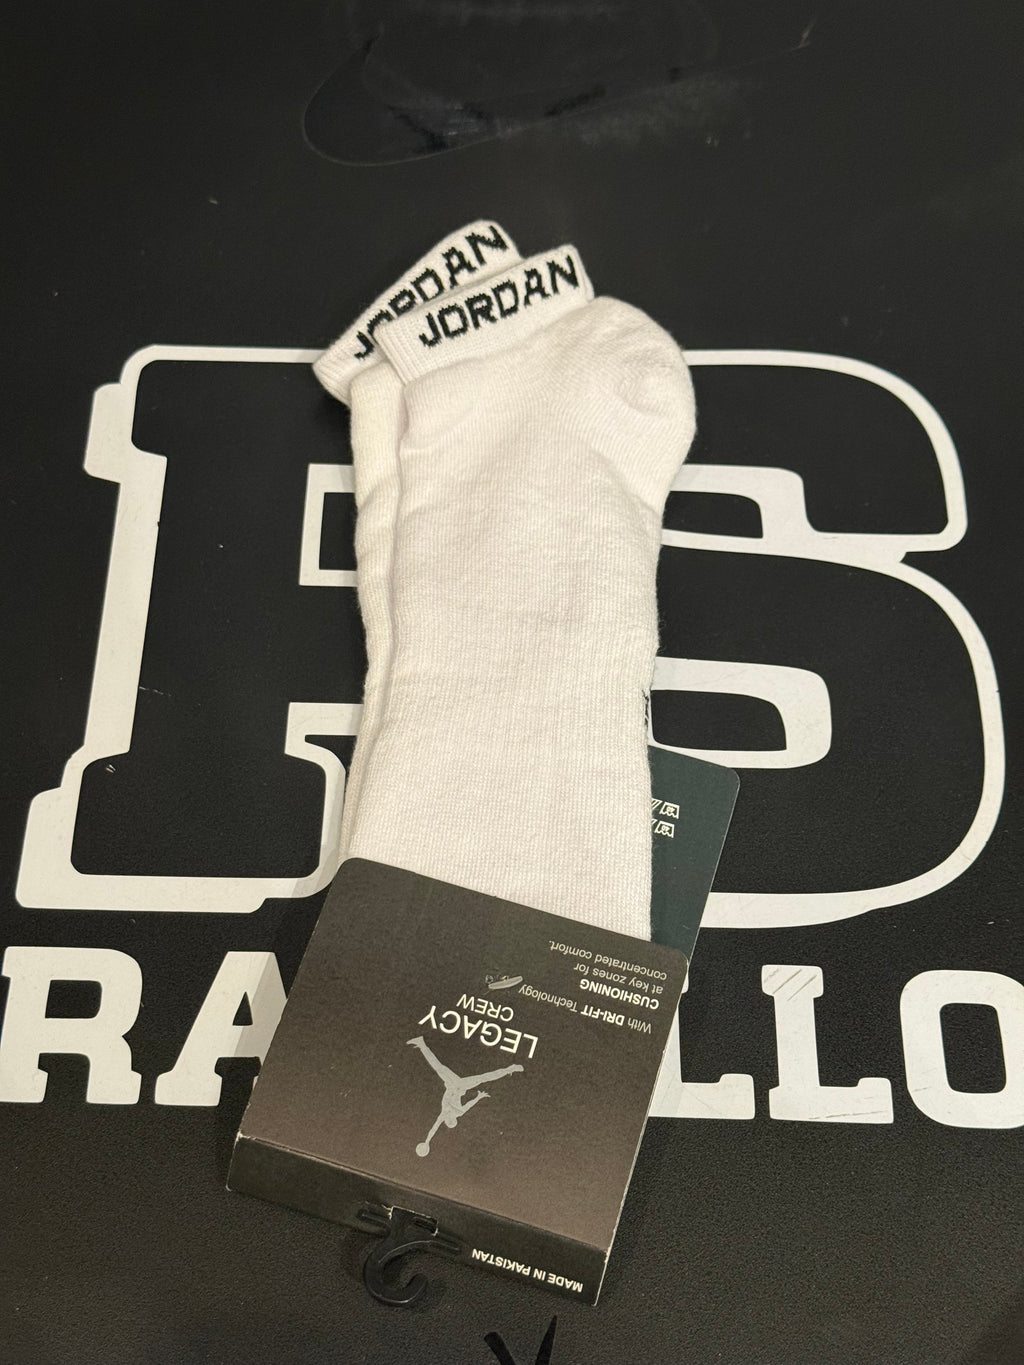 JORDAN
JORDAN
With DRI-FIT Technology
CUSHIONING
at key zones for
concentrated comfort.
LEGACY
CREW
MADE IN PAKISTAN